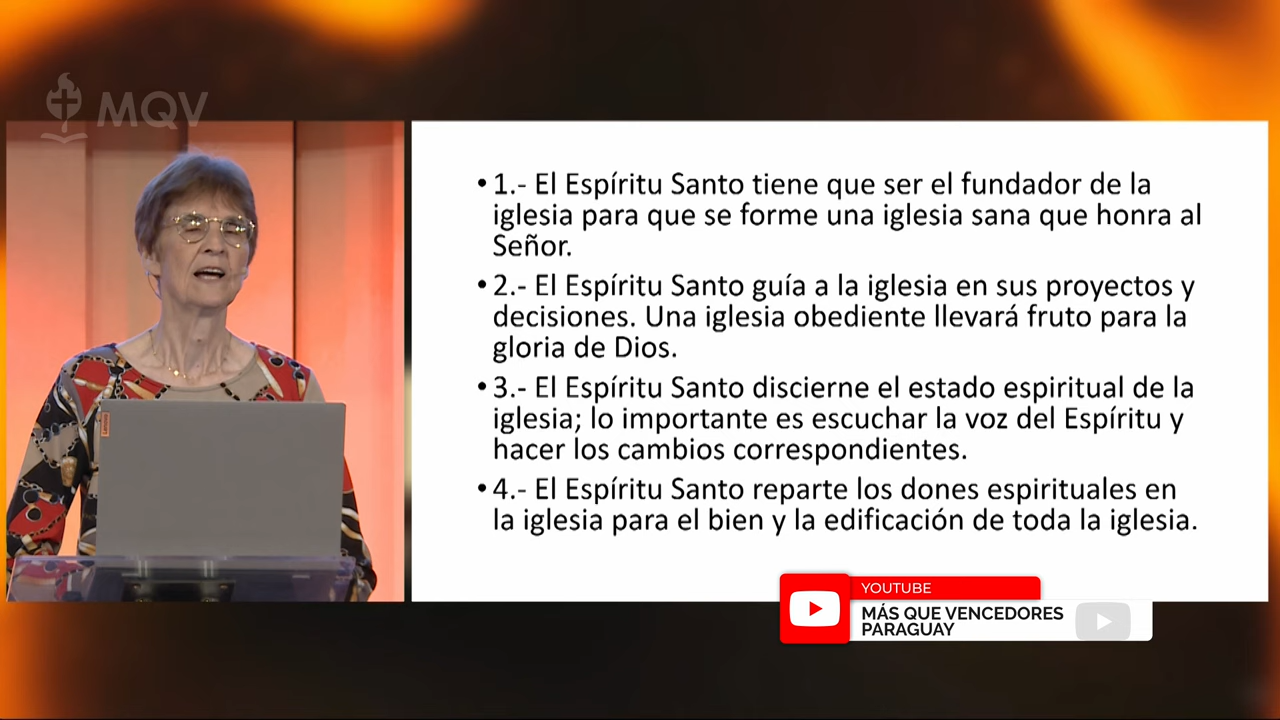 MQV
• 1.- El Espíritu Santo tiene que ser el fundador de la
iglesia para que se forme una iglesia sana que honra al
Señor.
• 2.- El Espíritu Santo guía a la iglesia en sus proyectos y
decisiones. Una iglesia obediente llevará fruto para la
gloria de Dios.
• 3.- El Espíritu Santo discierne el estado espiritual de la
iglesia; lo importante es escuchar la voz del Espíritu y
hacer los cambios correspondientes.
• 4.- El Espíritu Santo reparte los dones espirituales en
la iglesia para el bien y la edificación de toda la iglesia.
YOUTUBE
MÁS QUE VENCEDORES
PARAGUAY